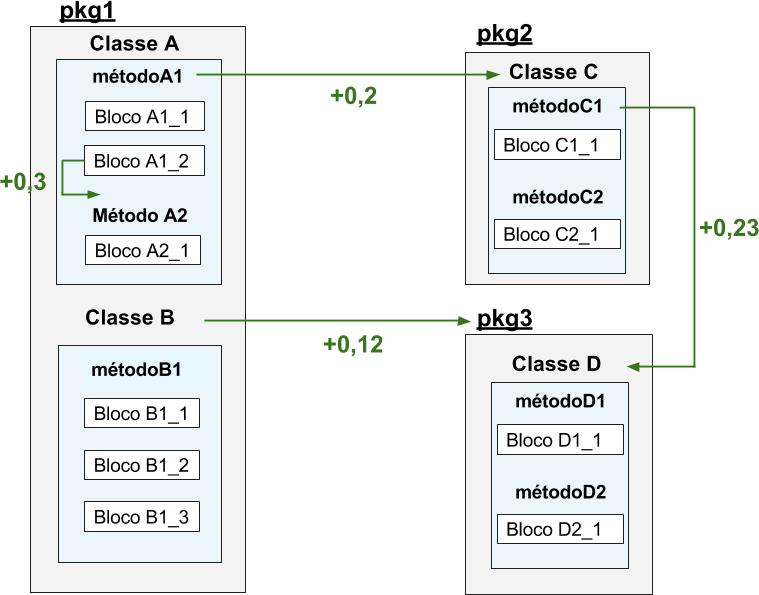 pkg1
Classe A
métodoA1
Bloco A1_1
Bloco A1_2
+0,3
Método A2
Bloco A2_1
Classe B
métodoB1
Bloco B1_1
Bloco B1_2
Bloco B1_3
+0,2
+0,12
pkg2
Classe C
métodoC1
Bloco C1_1
métodoC2
Bloco C2_1
+0,23
pkg3
Classe D
métodoD1
Bloco D1_1
métodoD2
Bloco D2_1